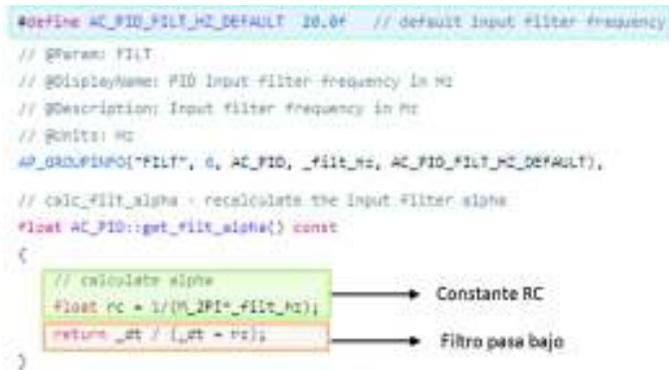 #define AC_PID_FILT_HZ_DEFAULT 20.0f // default input filter frequency
// @Param: FILT
// @DisplayName: PID Input filter frequency in Hz
// @Description: Input filter frequency in Hz
// @Units: Hz
AP_GROUPINFO("FILT", 6, AC_PID, _filt_hz, AC_PID_FILT_HZ_DEFAULT),
// calc_filt_alpha - recalculate the input filter alpha
float AC_PID::get_filt_alpha() const
{
// calculate alpha
float rc = 1/(M_2PI*_filt_hz);
Constante RC
return _dt / (_dt + rc);
Filtro pasa bajo
}